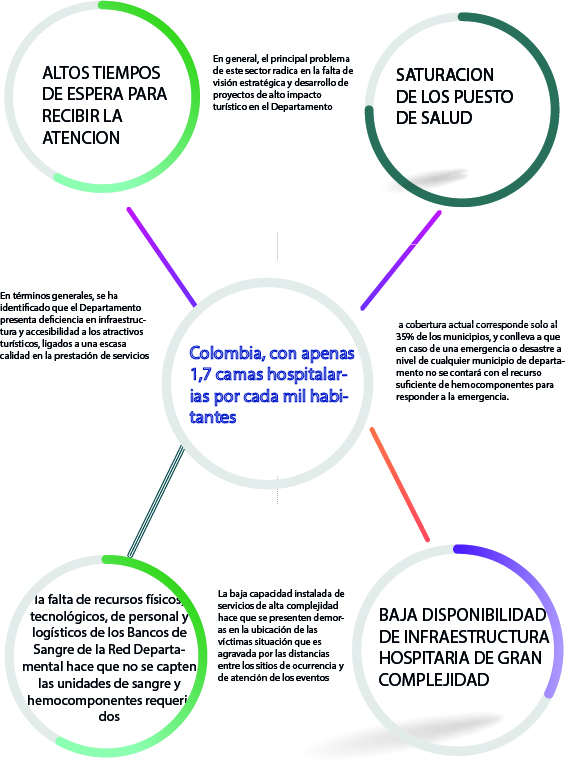 ALTOS TIEMPOS
DE ESPERA PARA
RECIBIR LA
ATENCION
En general, el principal problema
de este sector radica en la falta de
visión estratégica y desarrollo de
proyectos de alto impacto
turístico en el Departamento
SATURACION
DE LOS PUESTO
DE SALUD
En términos generales, se ha
identificado que el Departamento
presenta deficiencia en infraestruc-
tura y accesibilidad a los atractivos
turísticos, ligados a una escasa
calidad en la prestación de servicios
Colombia, con apenas
1,7 camas hospitalar-
ias por cada mil habi-
tantes
a cobertura actual corresponde solo al
35% de los municipios, y conlleva a que
en caso de una emergencia o desastre a
nivel de cualquier municipio de departa-
mento no se contará con el recurso
suficiente de hemocomponentes para
responder a la emergencia.
la falta de recursos físicos,
tecnológicos, de personal y
logísticos de los Bancos de
Sangre de la Red Departa-
mental hace que no se capten
las unidades de sangre y
hemocomponentes requeri
dos
La baja capacidad instalada de
servicios de alta complejidad
hace que se presenten demor-
as en la ubicación de las
víctimas situación que es
agravada por las distancias
entre los sitios de ocurrencia y
de atención de los eventos
BAJA DISPONIBILIDAD
DE INFRAESTRUCTURA
HOSPITARIA DE GRAN
COMPLEJIDAD